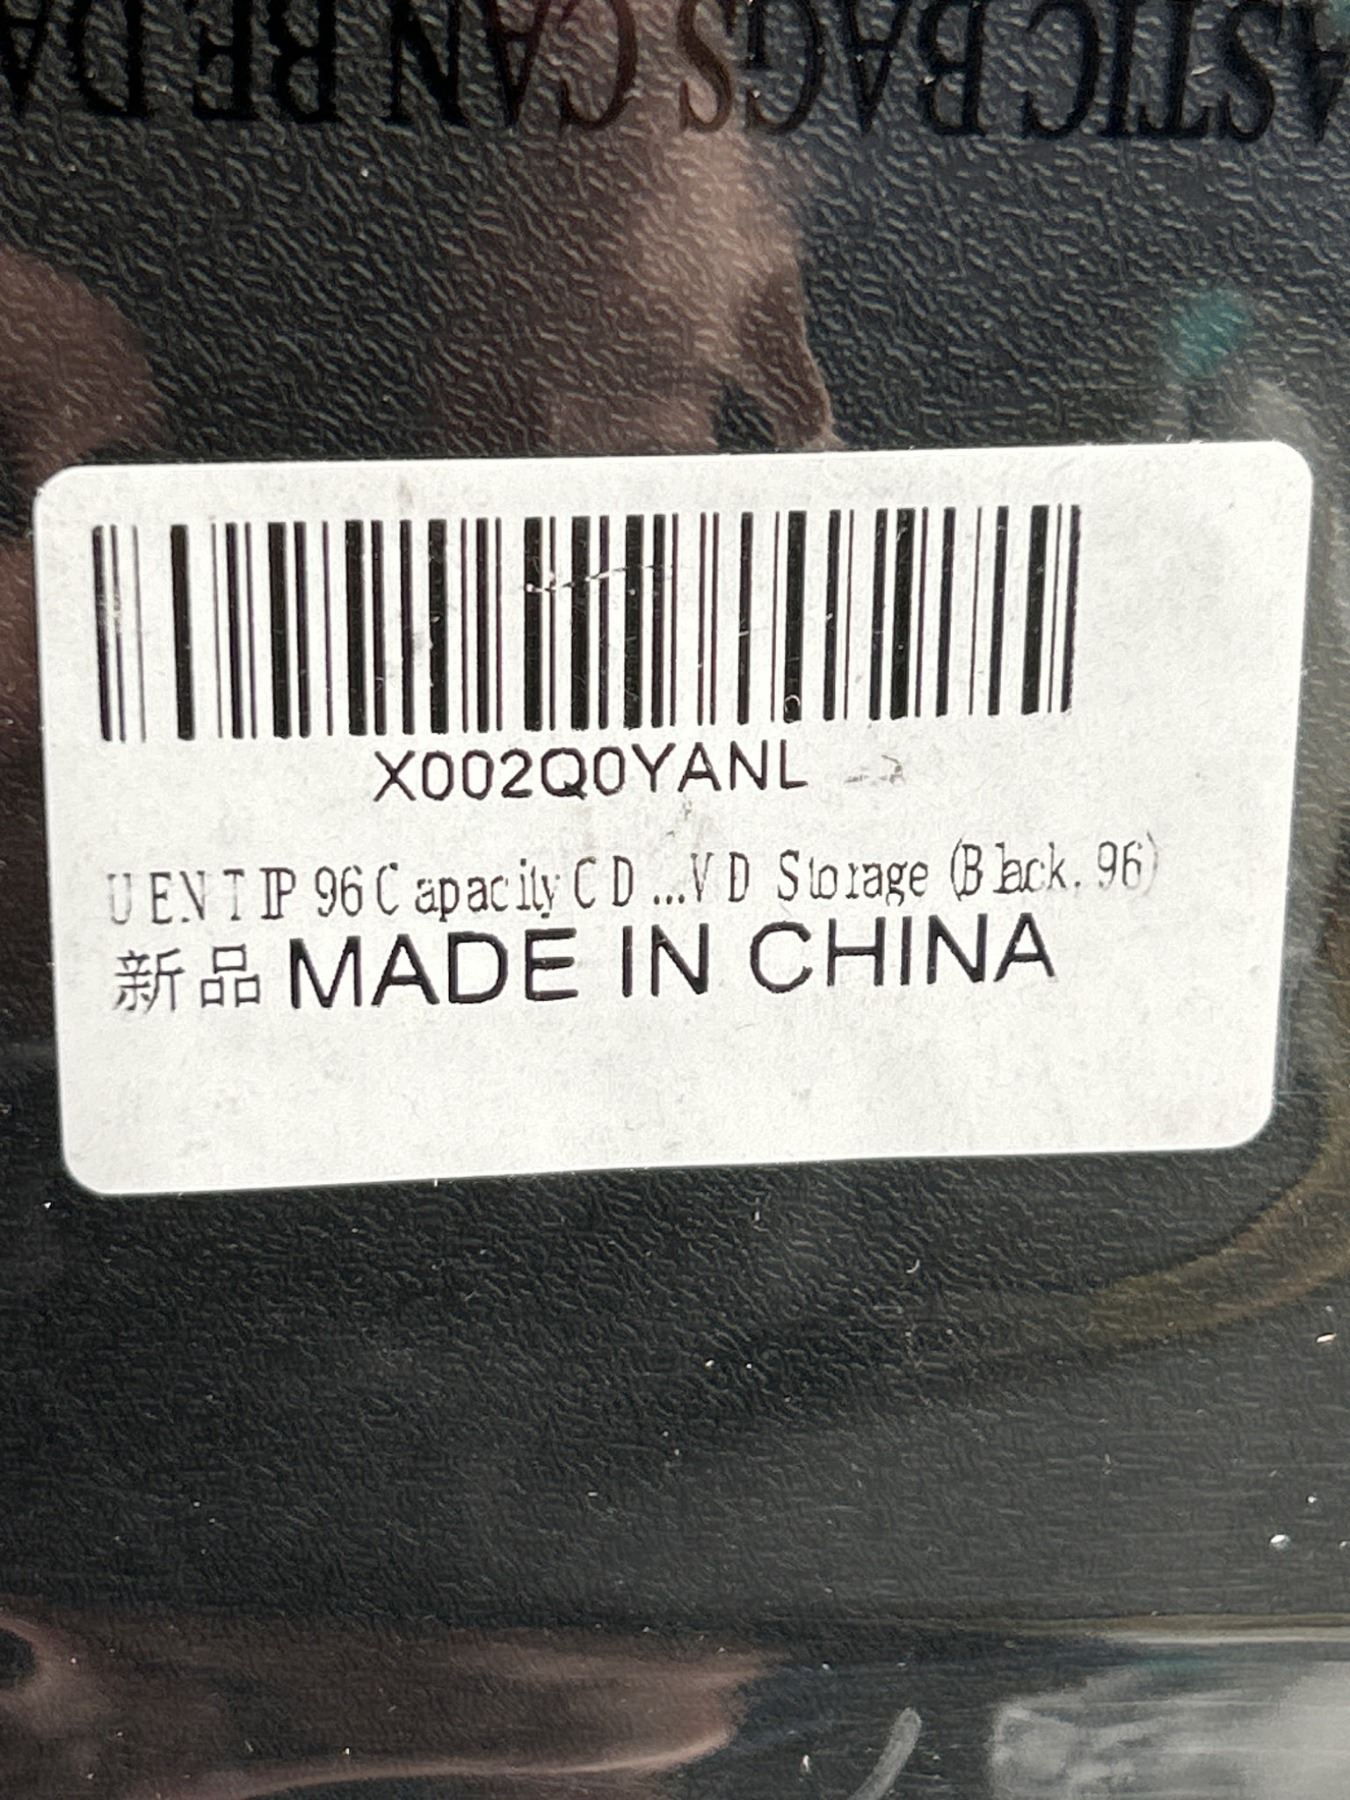 ASTIC BAGS CAN BE DA
X002Q0YANL
UENTIP 96 Capacity CD...VD Storage (Black, 96)
新品 MADE IN CHINA